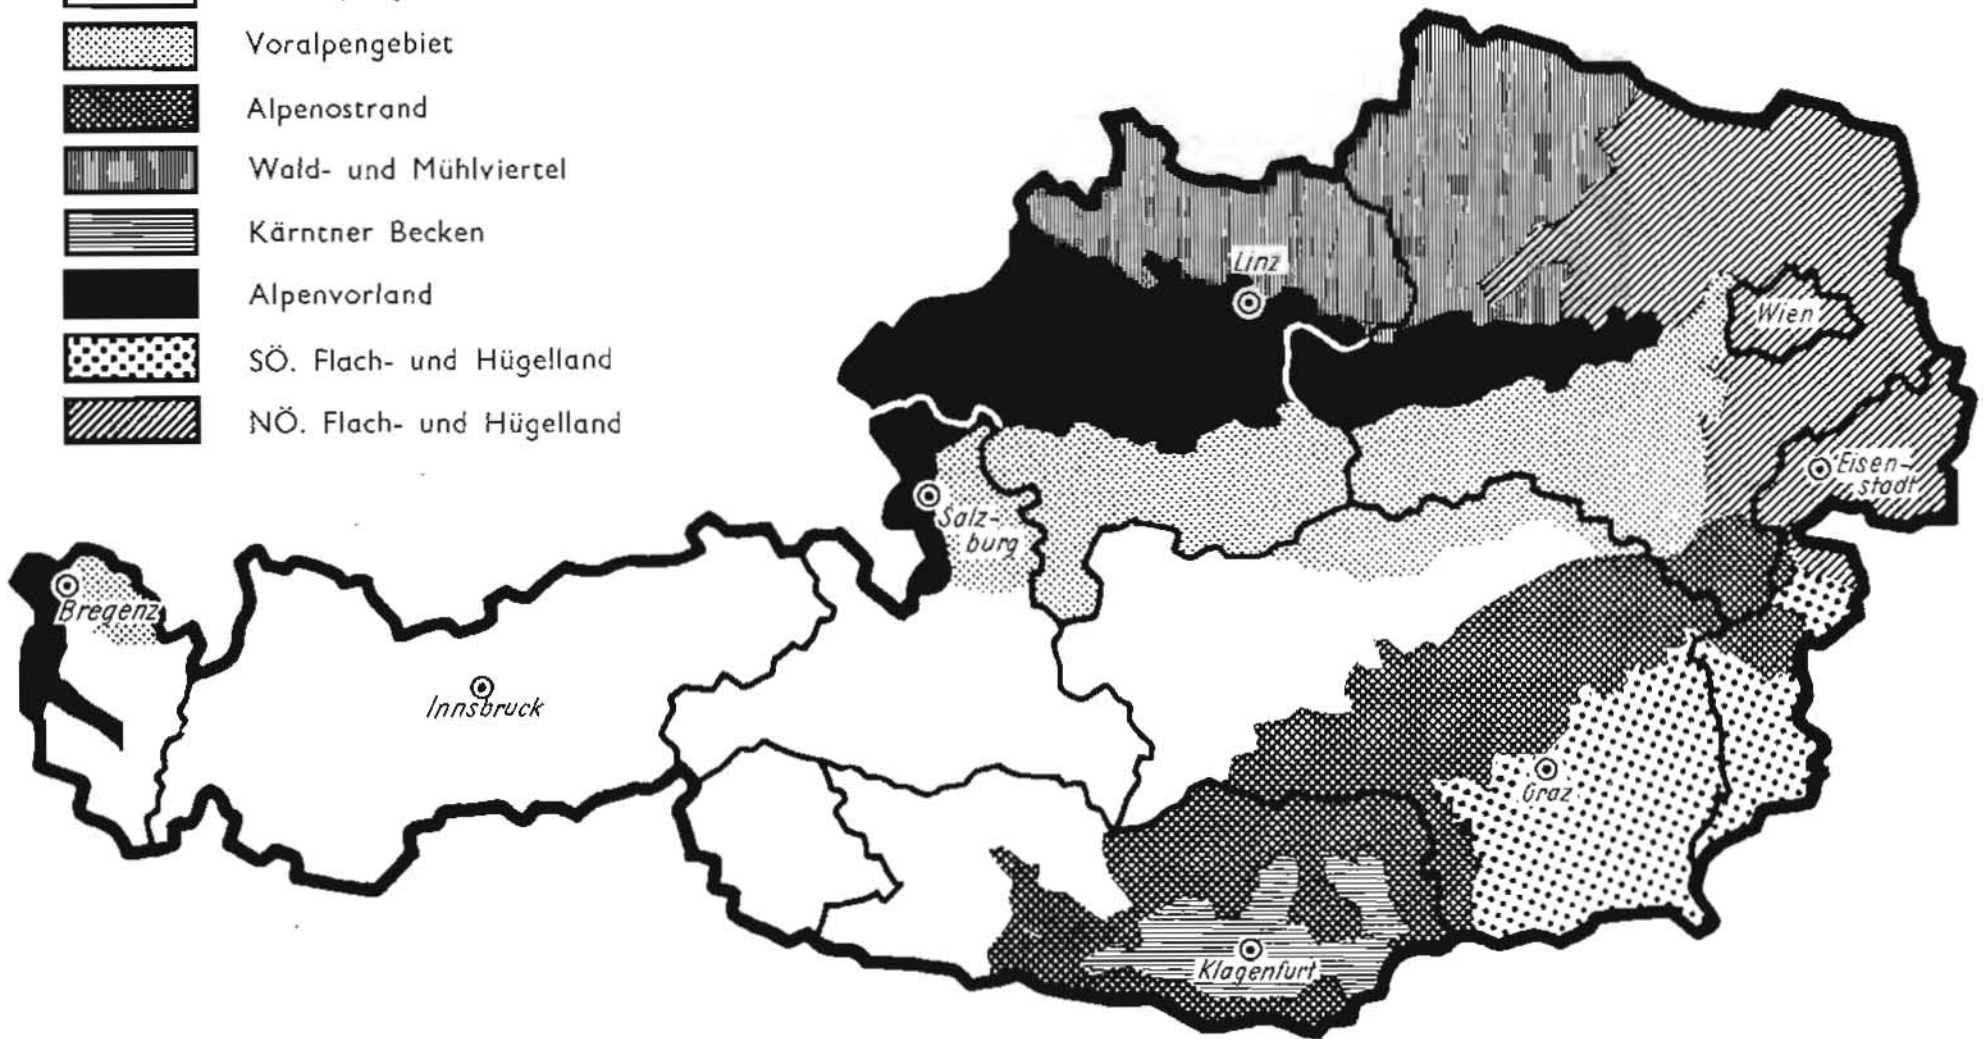 Voralpengebiet
Alpenostrand
Wald- und Mühlviertel
Kärntner Becken
Alpenvorland
SÖ. Flach- und Hügelland
NÖ. Flach- und Hügelland
Linz
Wien
Eisen-
stadt
Salz-
burg
Bregenz
Innsbruck
Graz
Klagenfurt